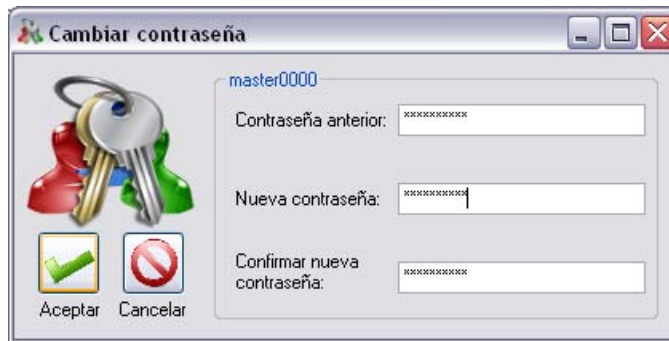 Cambiar contraseña
master0000
Contraseña anterior: **********
Nueva contraseña: **********
Confirmar nueva
contraseña: **********
Aceptar Cancelar